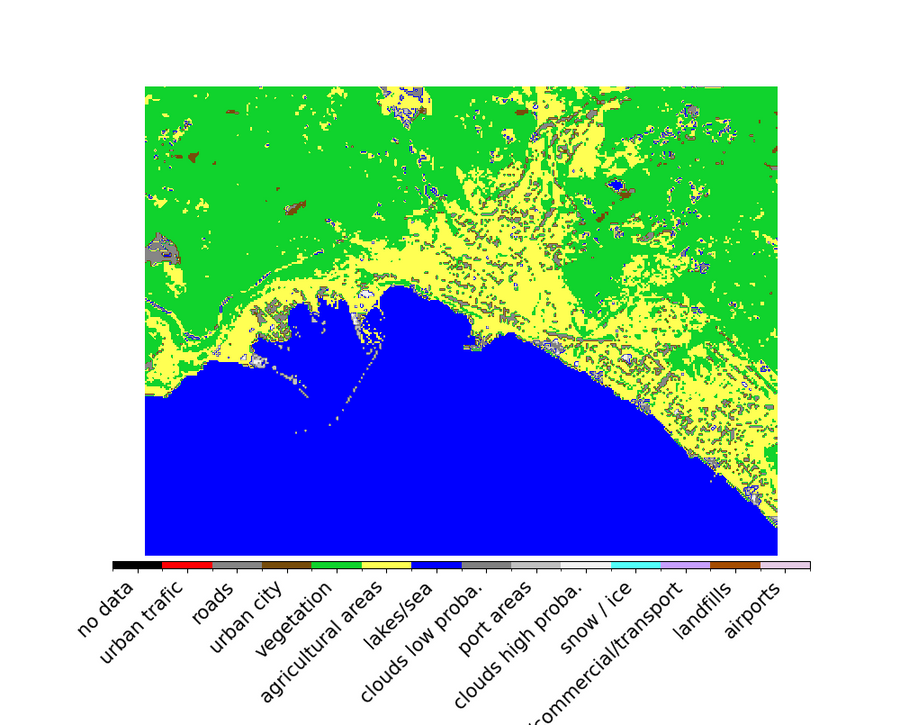 no data
urban trafic
roads
urban city
vegetation
agricultural areas
lakes/sea
clouds low proba.
port areas
clouds high proba.
snow / ice
/commercial/transport
landfills
airports